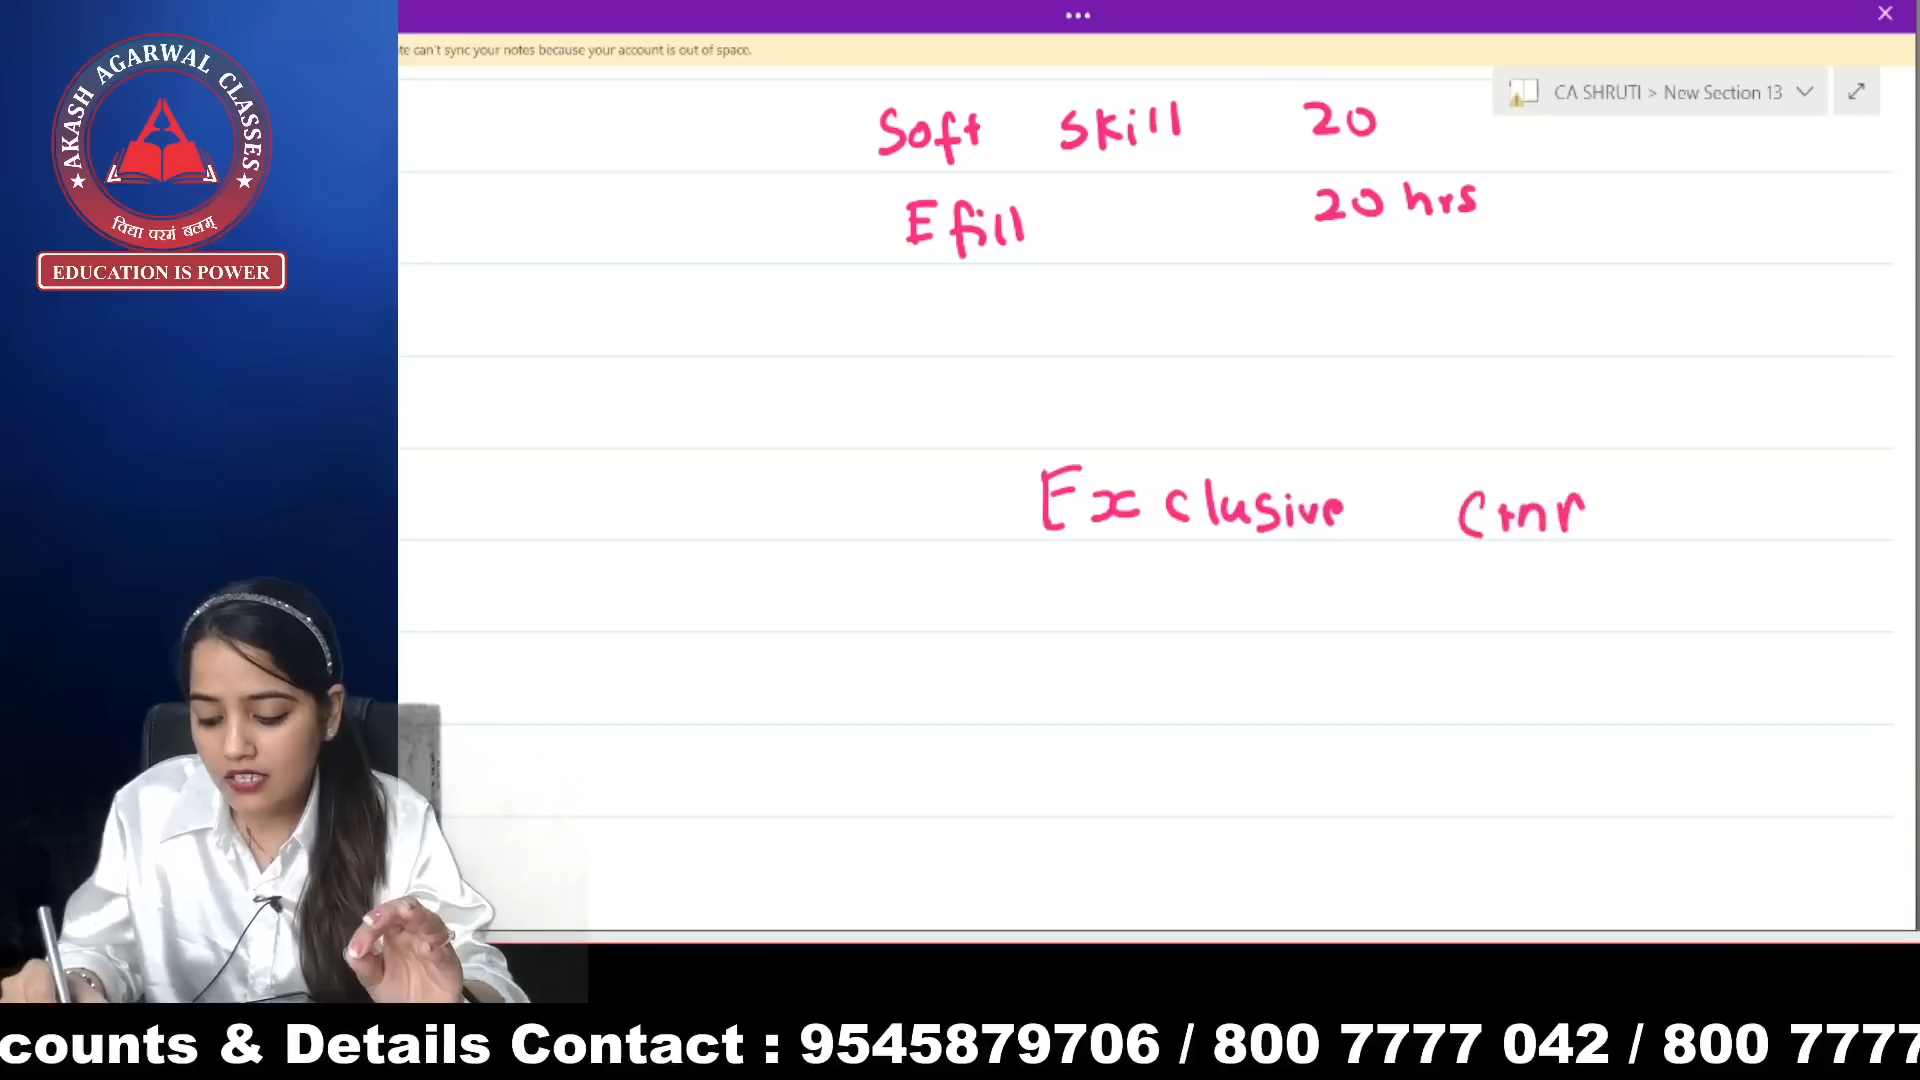 AKASH AGARWAL CLASSES
विद्या परमं बलम्
EDUCATION IS POWER
te can't sync your notes because your account is out of space.
CA SHRUTI > New Section 13
Soft Skill 20
E fill 20 hrs
Exclusive Ctnr
counts & Details Contact : 9545879706 / 800 7777 042 / 800 7777